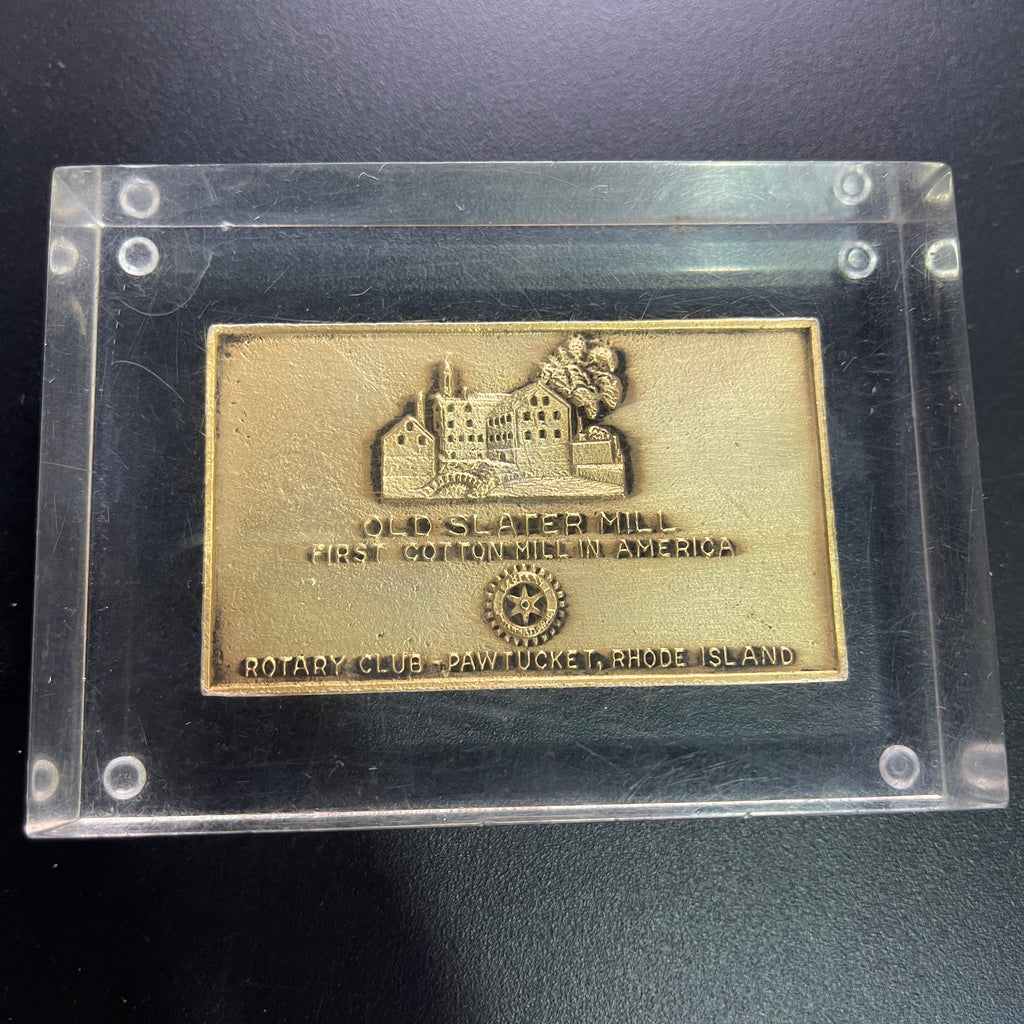 OLD SLATER MILL
FIRST COTTON MILL IN AMERICA
ROTARY CLUB - PAWTUCKET, RHODE ISLAND